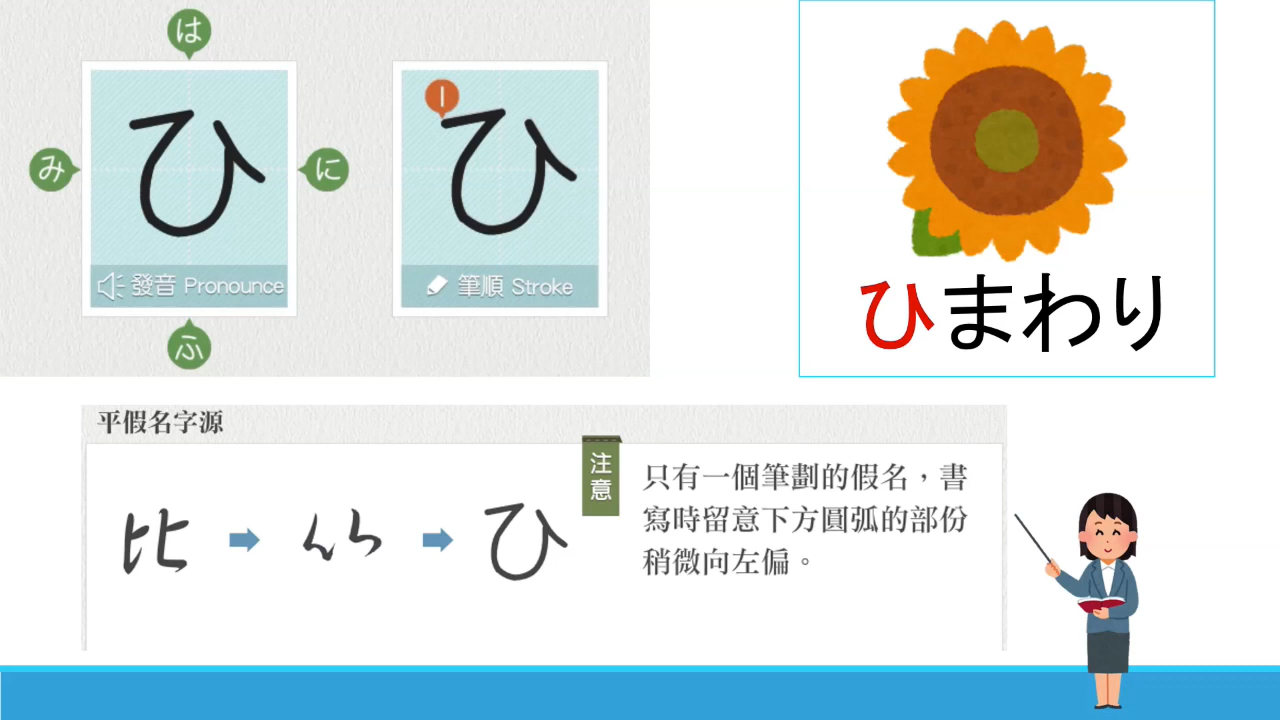 は
ひ
み
に
發音 Pronounce
ふ
1
ひ
筆順 Stroke
ひまわり
平假名字源
比
ひ
注意
只有一個筆劃的假名，書
寫時留意下方圓弧的部份
稍微向左偏。